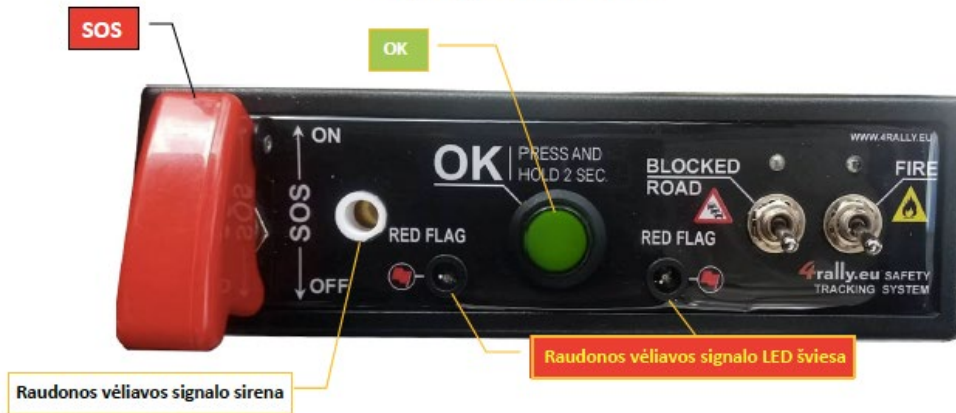 SOS
OK
ON
SOS
OFF
SOS
OK
PRESS AND
HOLD 2 SEC.
RED FLAG
BLOCKED
ROAD
RED FLAG
WWW.4RALLY.EU
FIRE
4rally.eu SAFETY
TRACKING SYSTEM
Raudonos vėliavos signalo LED šviesa
Raudonos vėliavos signalo sirena